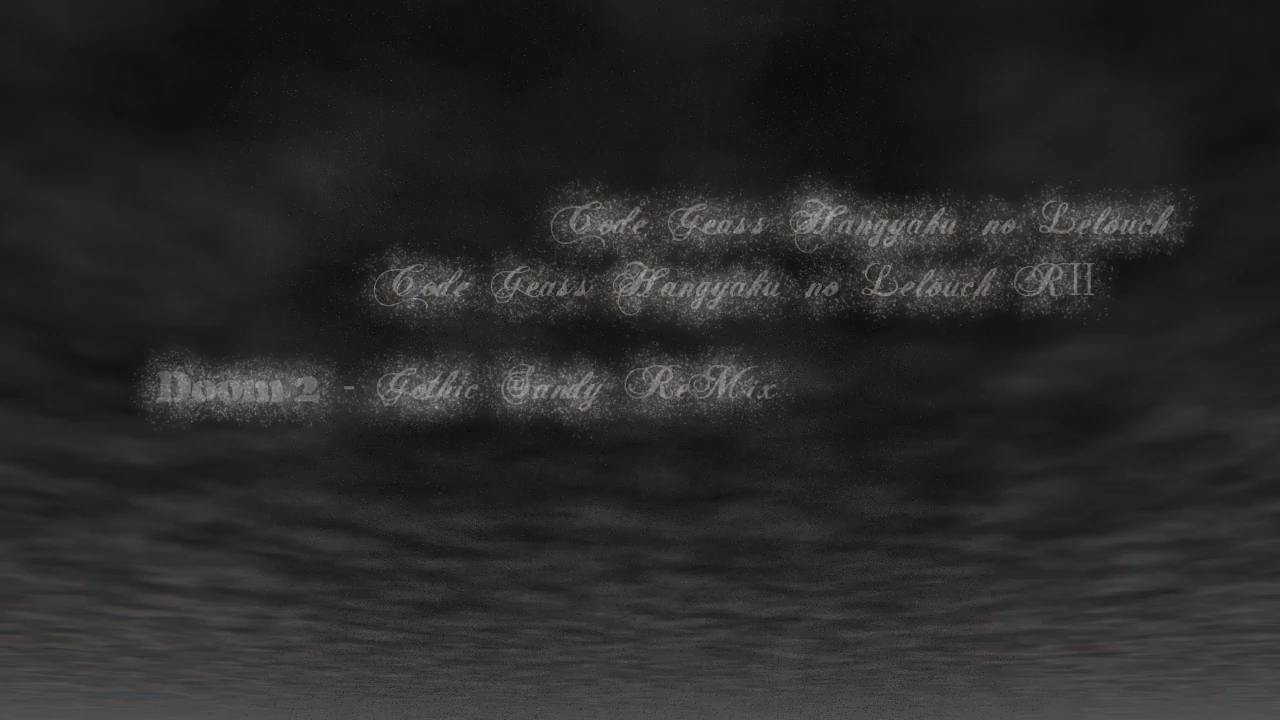 Code Geass Hangyaku no Lelouch
Code Geass Hangyaku no Lelouch RII
Doom2 - Gothic Sandy ReMix